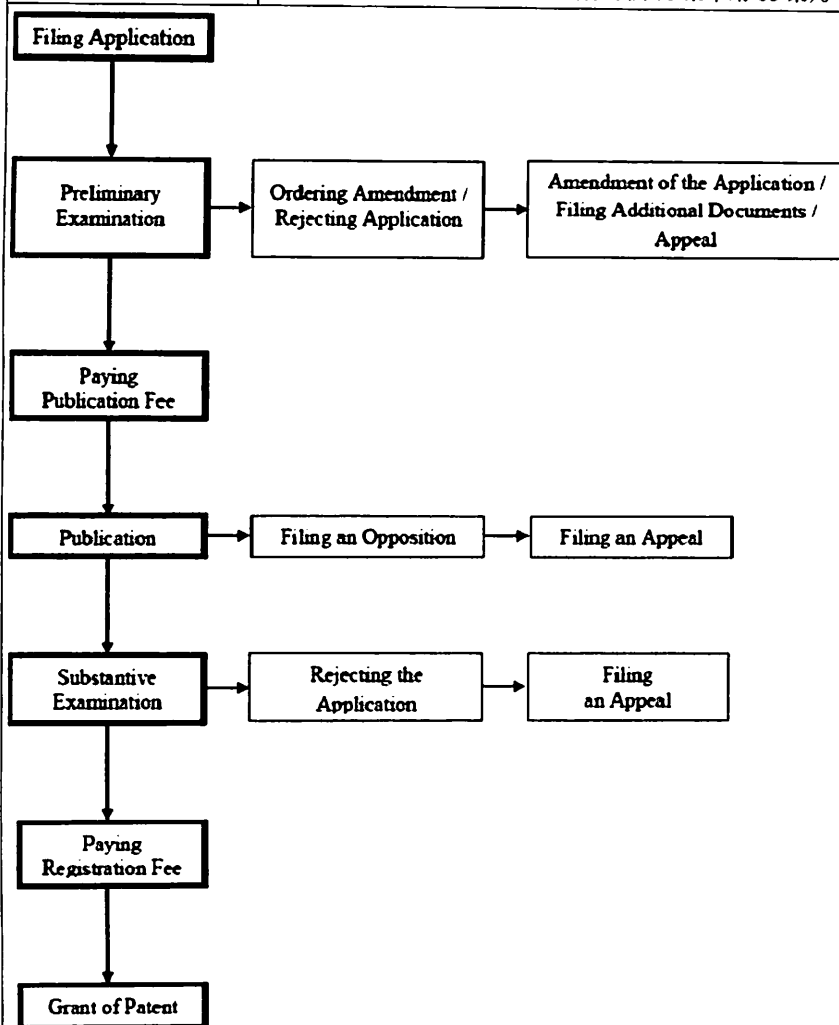 Filing Application
Preliminary
Examination
Ordering Amendment /
Rejecting Application
Amendment of the Application /
Filing Additional Documents /
Appeal
Paying
Publication Fee
Publication
Filing an Opposition
Filing an Appeal
Substantive
Examination
Rejecting the
Application
Filing
an Appeal
Paying
Registration Fee
Grant of Patent